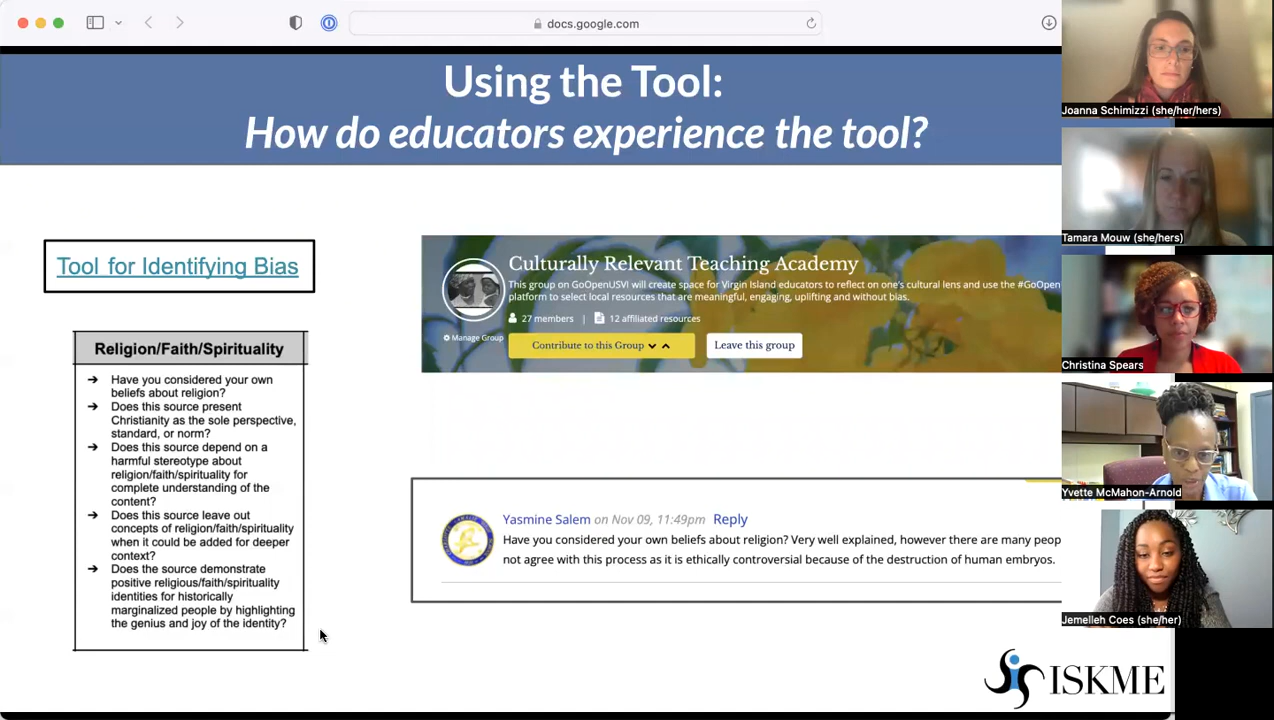 docs.google.com
Using the Tool:
How do educators experience the tool?
Tool for Identifying Bias
Religion/Faith/Spirituality
➔ Have you considered your own
beliefs about religion?
➔ Does this source present
Christianity as the sole perspective,
standard, or norm?
➔ Does this source depend on a
harmful stereotype about
religion/faith/spirituality for
complete understanding of the
content?
➔ Does this source leave out
concepts of religion/faith/spirituality
when it could be added for deeper
context?
➔ Does the source demonstrate
positive religious/faith/spirituality
identities for historically
marginalized people by highlighting
the genius and joy of the identity?
Culturally Relevant Teaching Academy
This group on GoOpenUSVI will create space for Virgin Island educators to reflect on one's cultural lens and use the #GoOpen
platform to select local resources that are meaningful, engaging, uplifting and without bias.
27 members | 12 affiliated resources
Manage Group
Contribute to this Group
Leave this group
Yasmine Salem on Nov 09, 11:49pm Reply
Have you considered your own beliefs about religion? Very well explained, however there are many peop
not agree with this process as it is ethically controversial because of the destruction of human embryos.
ISKME
Joanna Schimizzi (she/her/hers)
Tamara Mouw (she/hers)
Christina Spears
Yvette McMahon-Arnold
Jemelleh Coes (she/her)